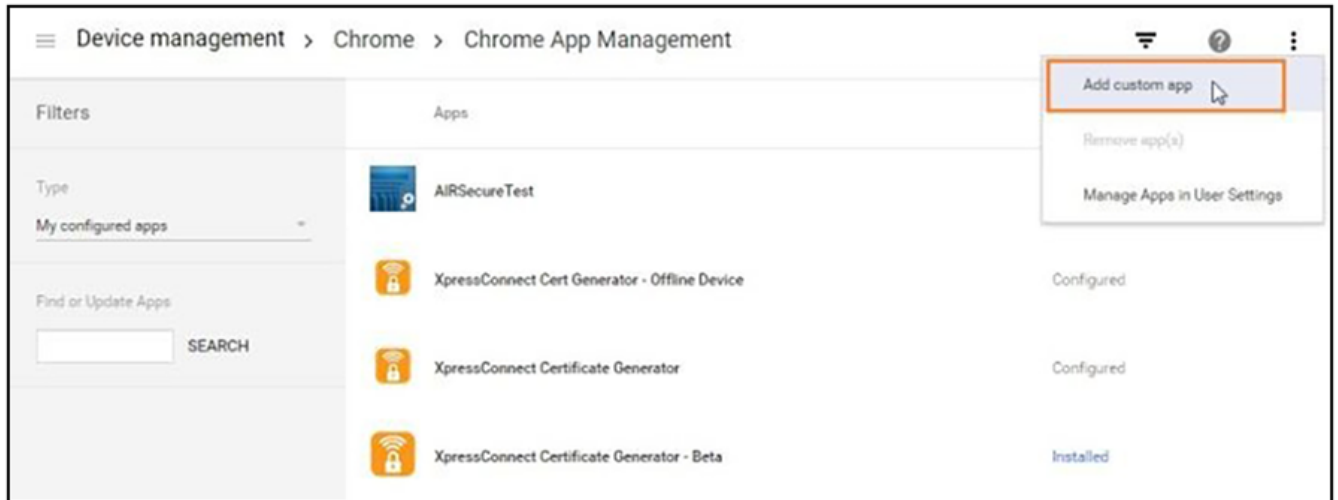 Device management > Chrome > Chrome App Management
Add custom app
Remove app(s)
Manage Apps in User Settings
Filters
Type
My configured apps
Find or Update Apps
SEARCH
Apps
AIRSecureTest
XpressConnect Cert Generator - Offline Device Configured
XpressConnect Certificate Generator Configured
XpressConnect Certificate Generator - Beta Installed